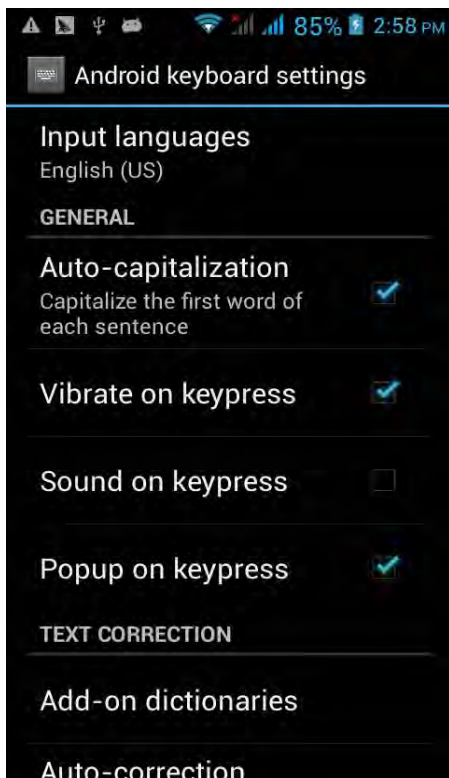 85% 2:58 PM
Android keyboard settings
Input languages
English (US)
GENERAL
Auto-capitalization
Capitalize the first word of
each sentence
Vibrate on keypress
Sound on keypress
Popup on keypress
TEXT CORRECTION
Add-on dictionaries
Auto-correction